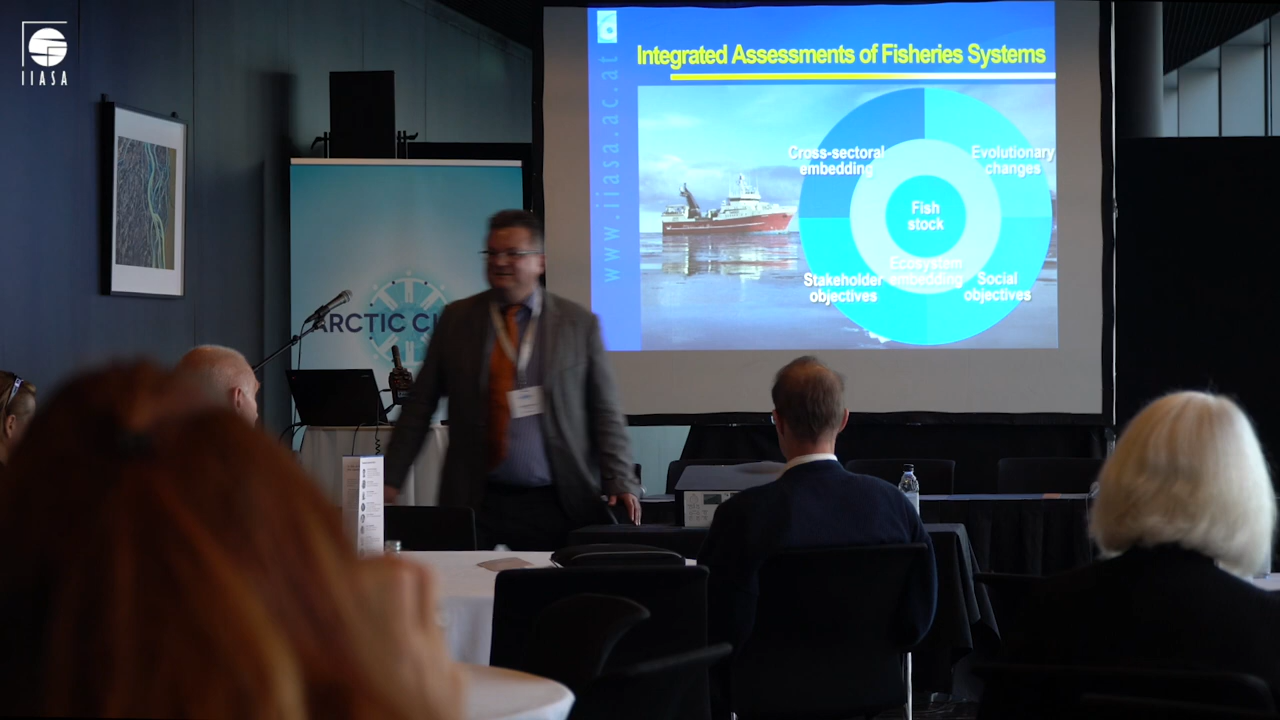 IIASA
www.iiasa.ac.at
Integrated Assessments of Fisheries Systems
Cross-sectoral
embedding
Evolutionary
changes
Fish
stock
Ecosystem
embedding
Stakeholder
objectives
Social
objectives
ARCTIC CI